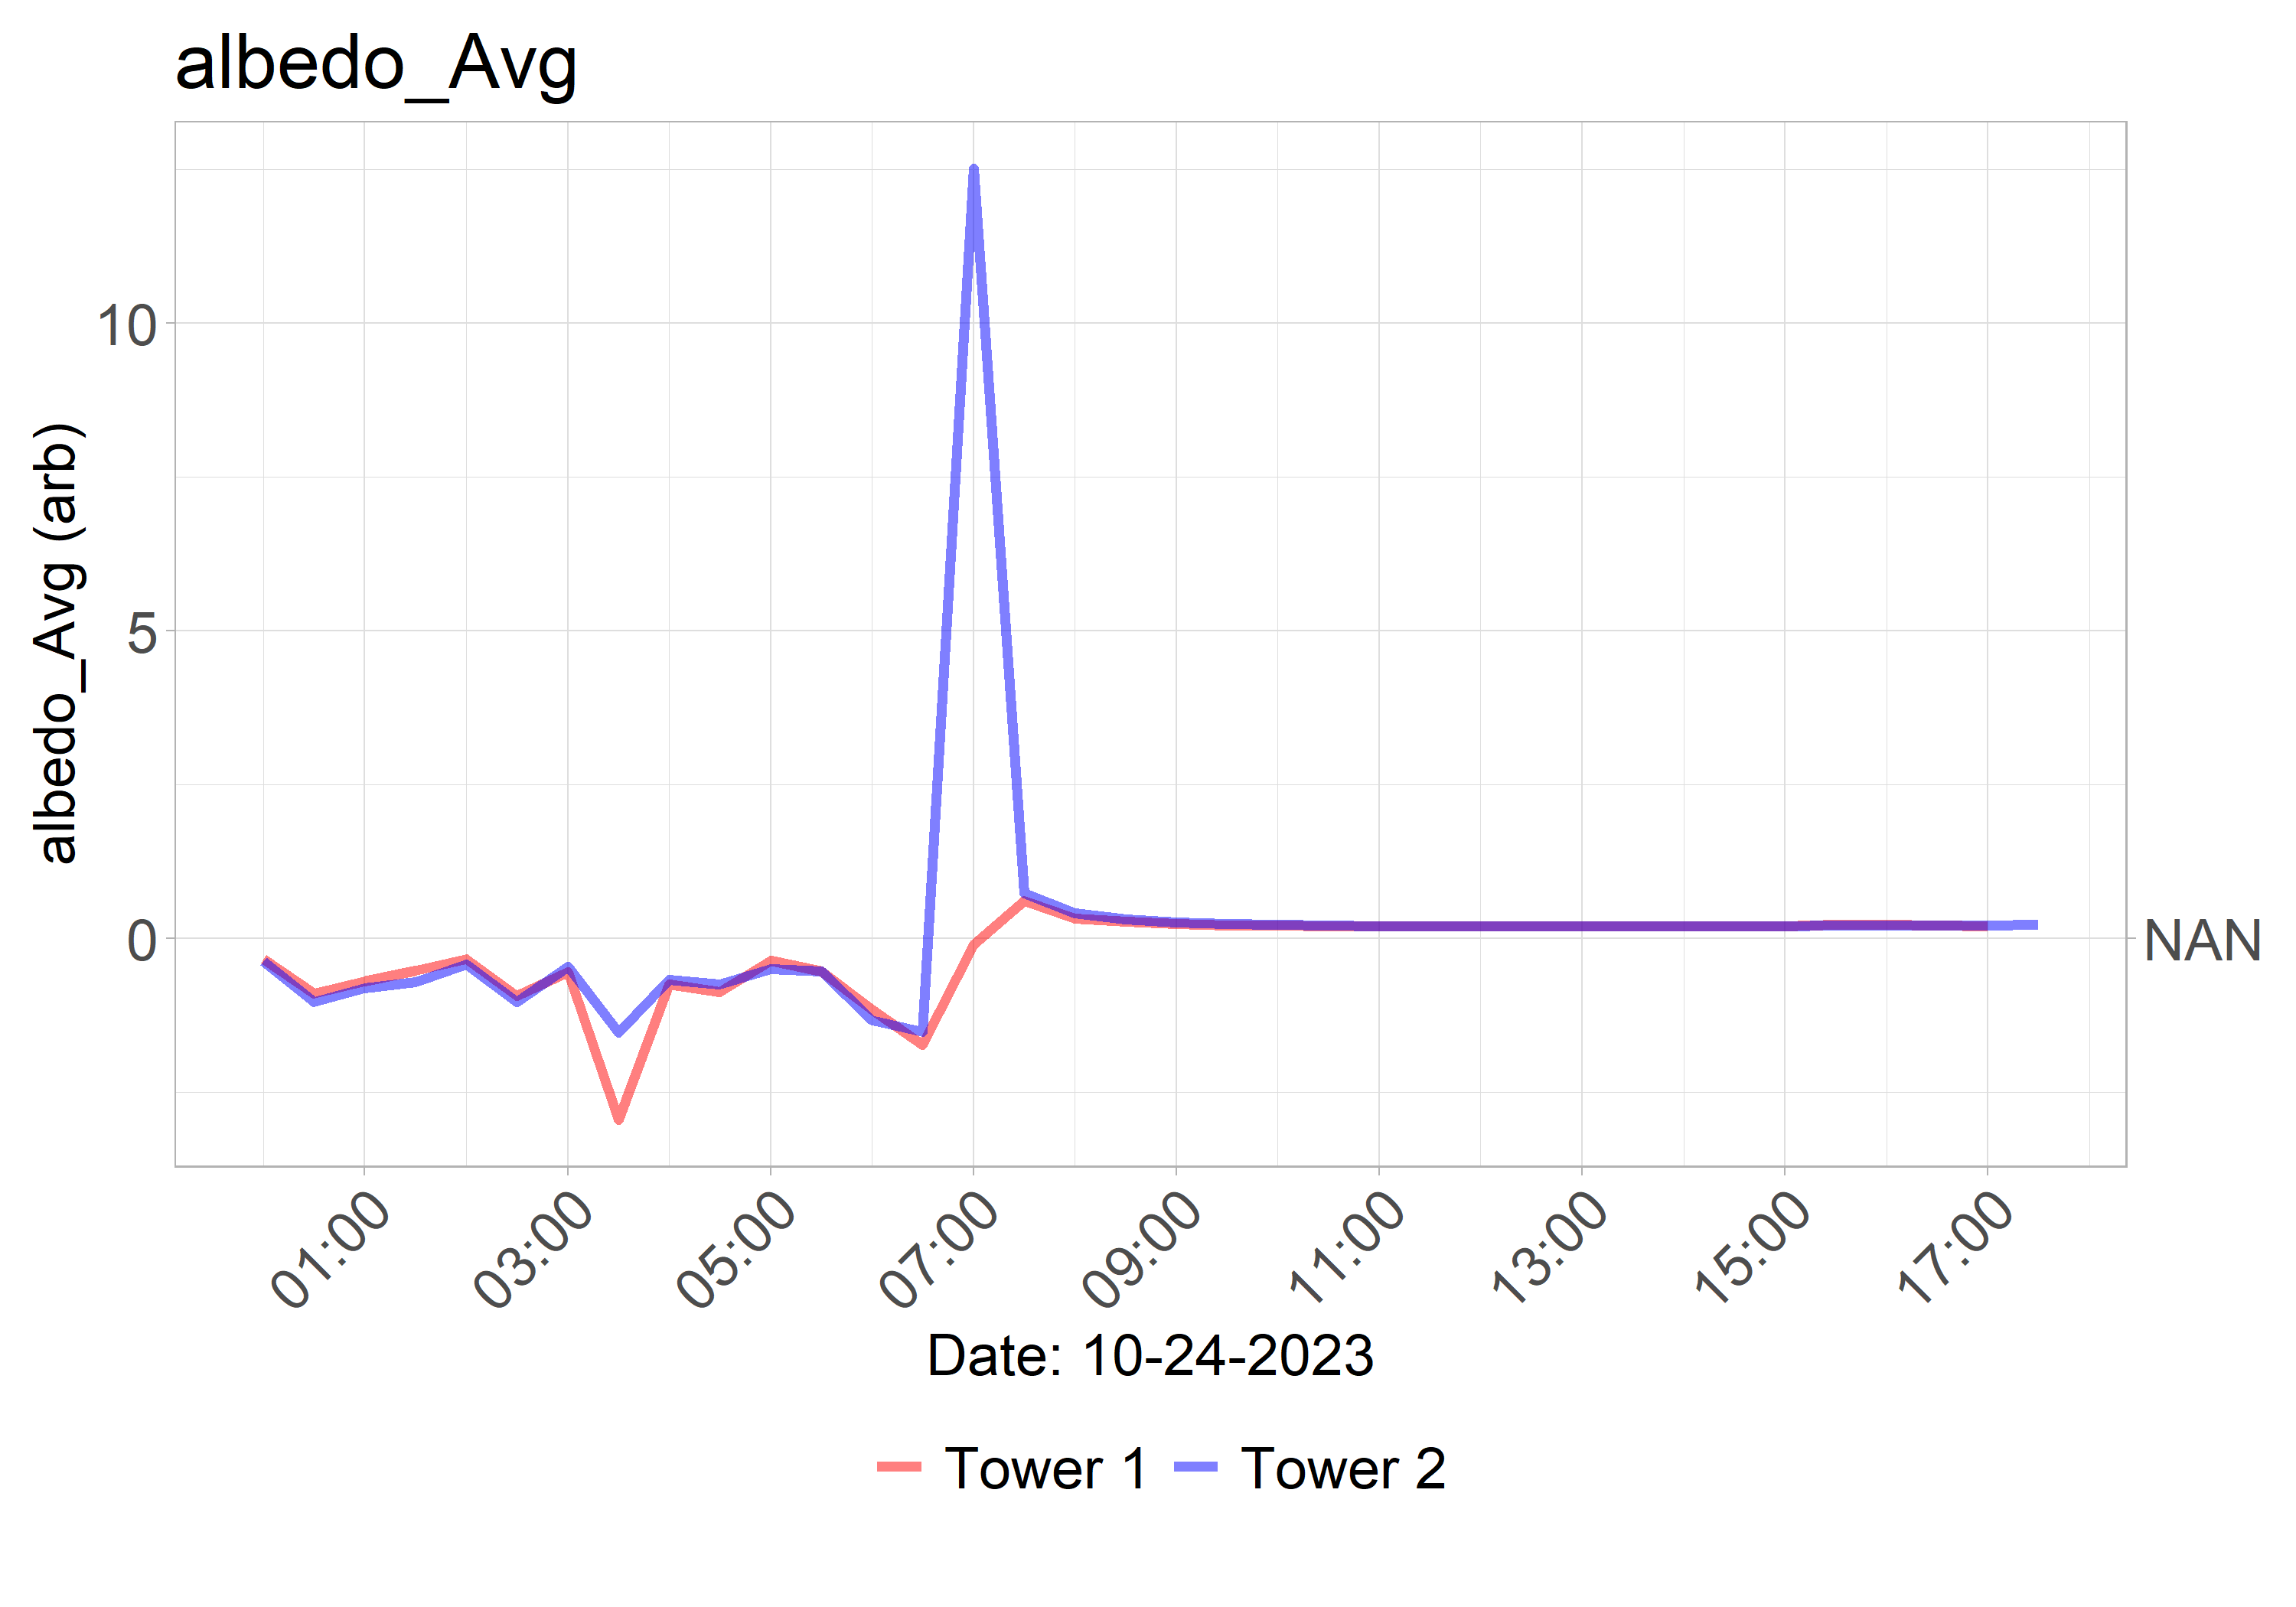 albedo_Avg
albedo_Avg (arb)
10
5
0
NAN
01:00 03:00 05:00 07:00 09:00 11:00 13:00 15:00 17:00
Date: 10-24-2023
Tower 1 Tower 2